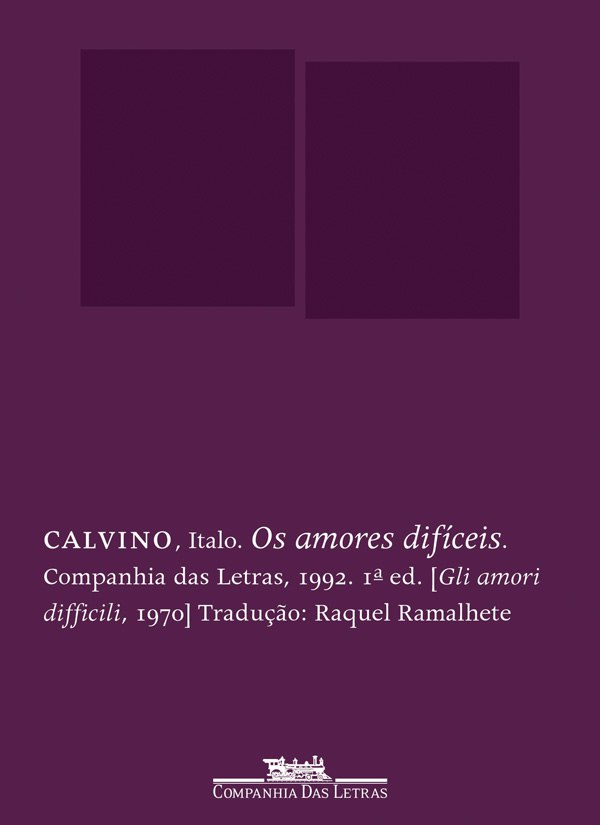 CALVINO, Italo. Os amores difíceis.
Companhia das Letras, 1992. 1ª ed. [Gli amori
difficili, 1970] Tradução: Raquel Ramalhete
COMPANHIA DAS LETRAS